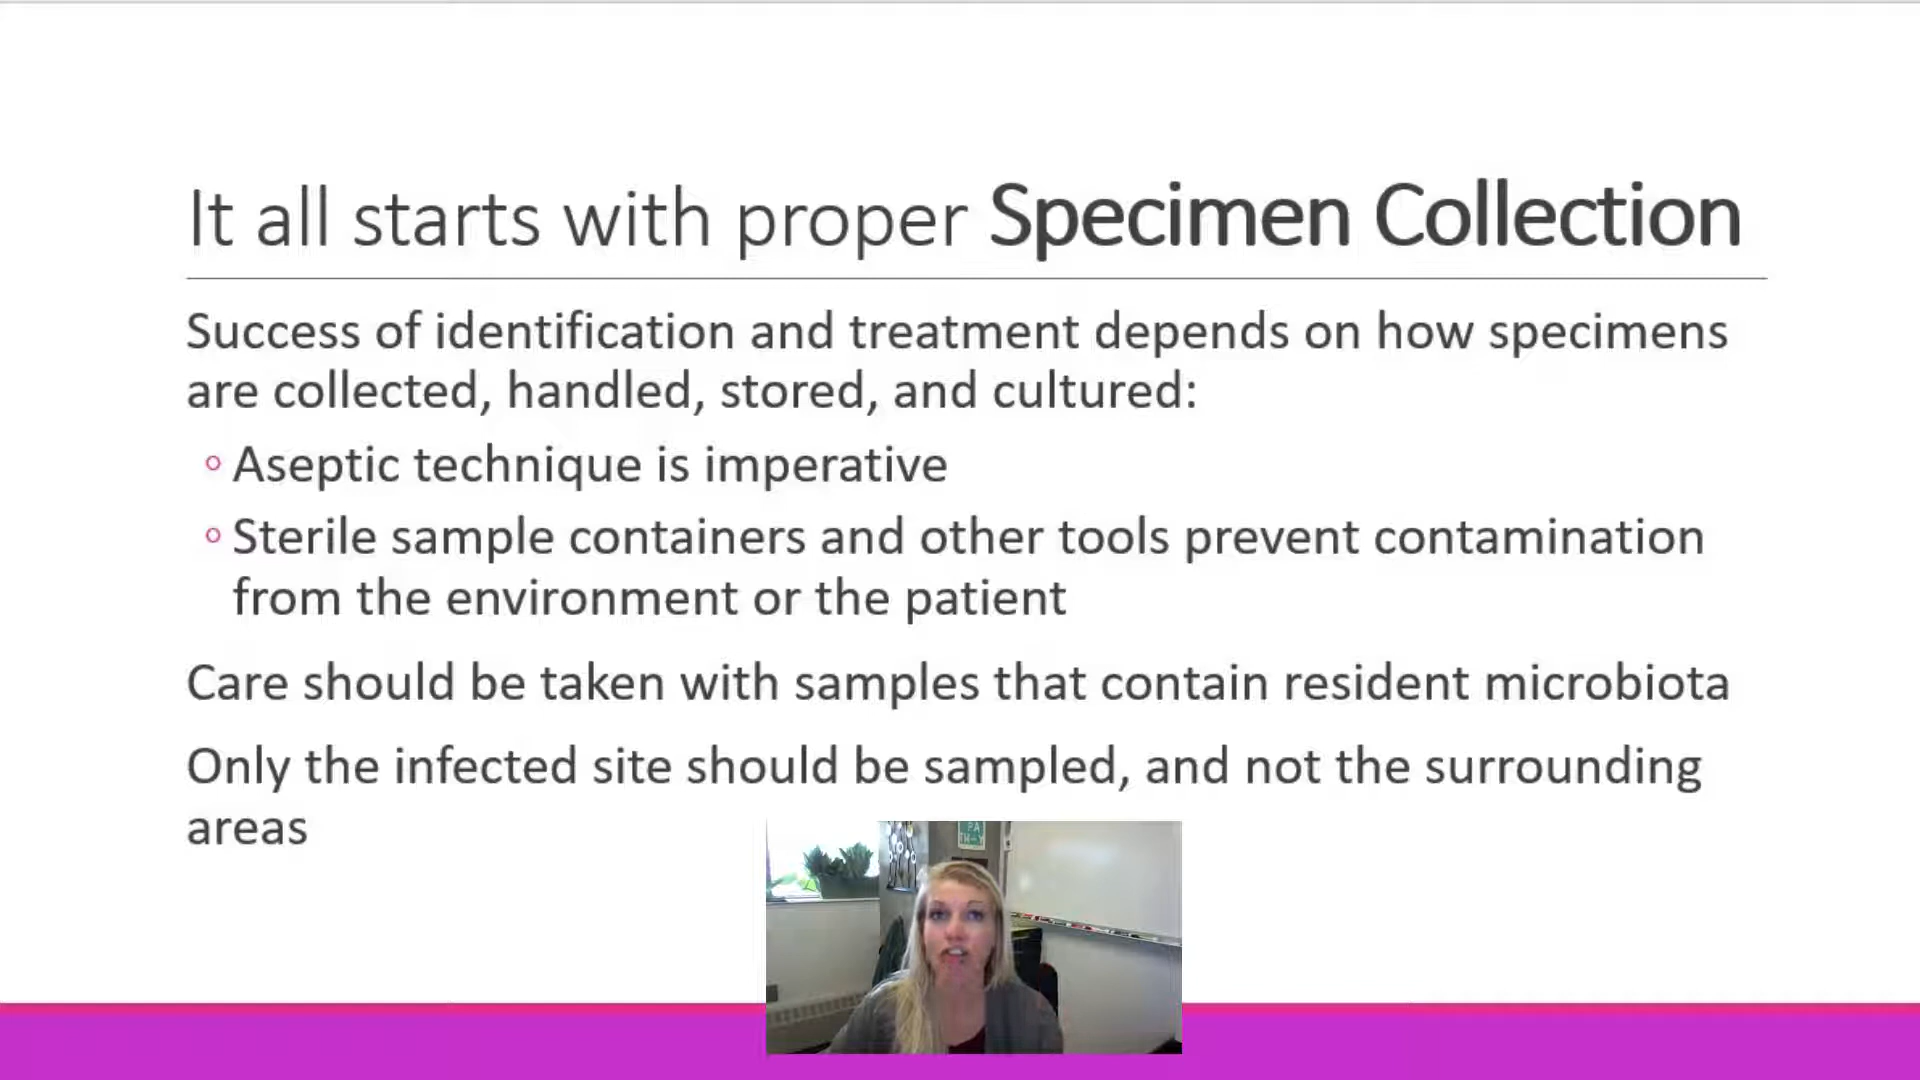 It all starts with proper Specimen Collection
Success of identification and treatment depends on how specimens
are collected, handled, stored, and cultured:
Aseptic technique is imperative
Sterile sample containers and other tools prevent contamination
from the environment or the patient
Care should be taken with samples that contain resident microbiota
Only the infected site should be sampled, and not the surrounding
areas